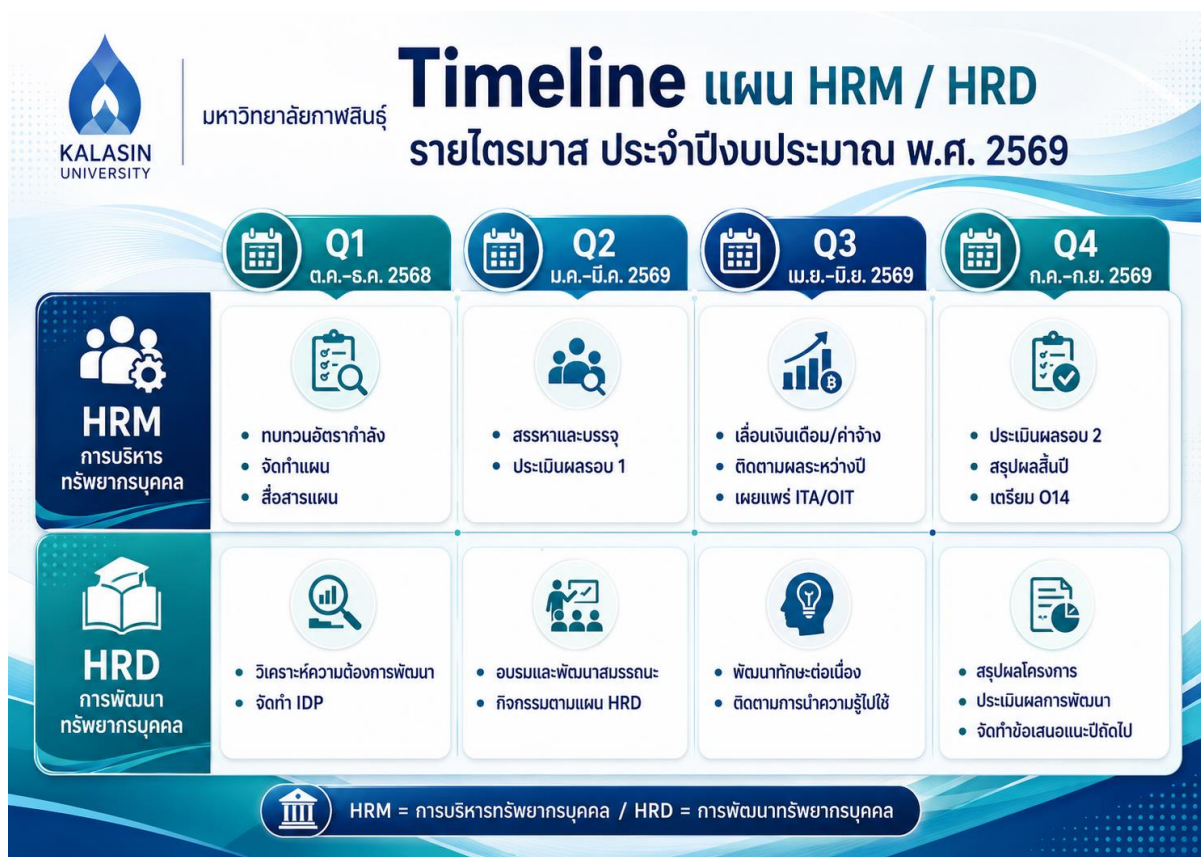 KALASIN
UNIVERSITY
มหาวิทยาลัยกาฬสินธุ์
Timeline แผน HRM / HRD
รายไตรมาส ประจำปีงบประมาณ พ.ศ. 2569
Q1
ต.ค.-ธ.ค. 2568
Q2
ม.ค.-มี.ค. 2569
Q3
เม.ย.-มิ.ย. 2569
Q4
ก.ค.-ก.ย. 2569
HRM
การบริหาร
ทรัพยากรบุคคล
• ทบทวนอัตรากำลัง
• จัดทำแผน
• สื่อสารแผน
• สรรหาและบรรจุ
• ประเมินผลรอบ 1
• เลื่อนเงินเดือน/ค่าจ้าง
• ติดตามผลระหว่างปี
• เผยแพร่ ITA/OIT
• ประเมินผลรอบ 2
• สรุปผลสิ้นปี
• เตรียม O14
HRD
การพัฒนา
ทรัพยากรบุคคล
• วิเคราะห์ความต้องการพัฒนา
• จัดทำ IDP
• อบรมและพัฒนาสมรรถนะ
• กิจกรรมตามแผน HRD
• พัฒนาทักษะต่อเนื่อง
• ติดตามการนำความรู้ไปใช้
• สรุปผลโครงการ
• ประเมินผลการพัฒนา
• จัดทำข้อเสนอแนะปีถัดไป
HRM = การบริหารทรัพยากรบุคคล / HRD = การพัฒนาทรัพยากรบุคคล